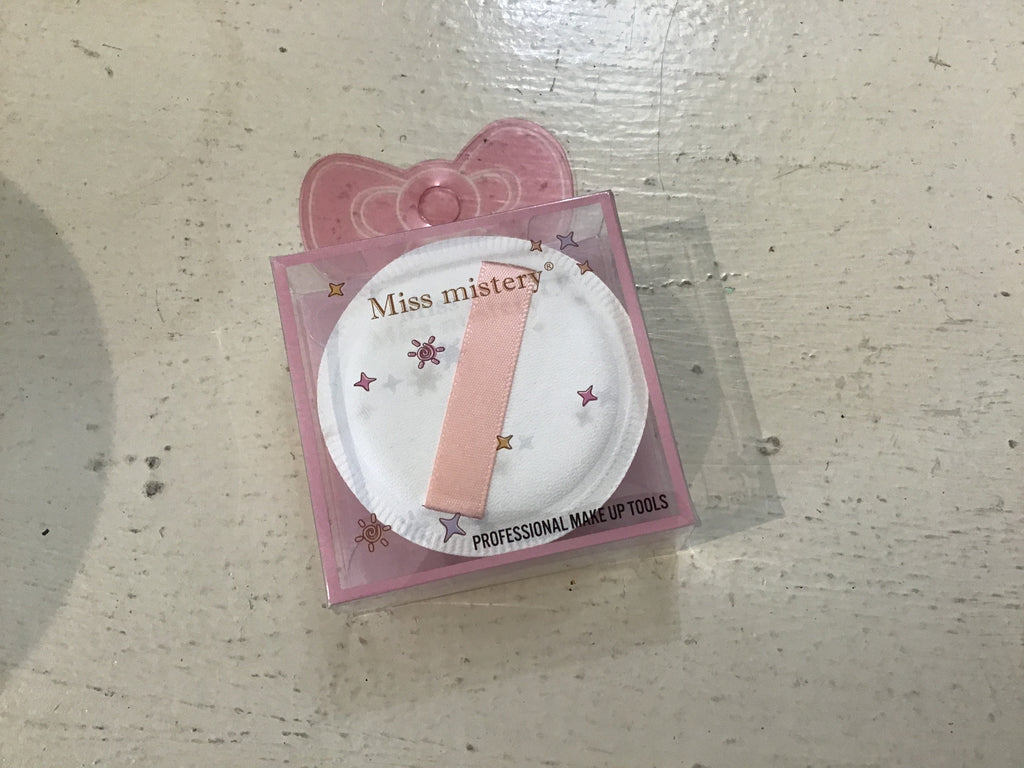 Miss mistery®
PROFESSIONAL MAKE UP TOOLS